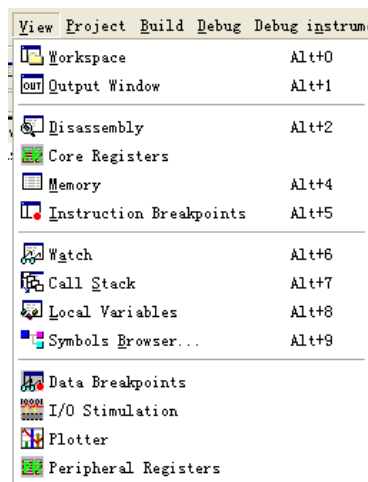 View Project Build Debug Debug instrum
Workspace Alt+0
OUT Output Window Alt+1
Disassembly Alt+2
Core Registers
Memory Alt+4
Instruction Breakpoints Alt+5
Watch Alt+6
Call Stack Alt+7
Local Variables Alt+8
Symbols Browser... Alt+9
Data Breakpoints
I/O Stimulation
Plotter
Peripheral Registers